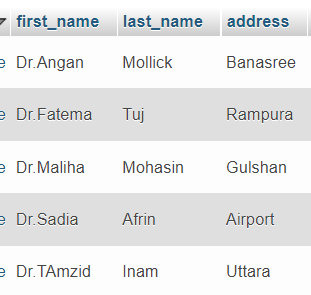 first_name last_name address
e Dr.Angan Mollick Banasree
e Dr.Fatema Tuj Rampura
e Dr.Maliha Mohasin Gulshan
e Dr.Sadia Afrin Airport
e Dr.TAmzid Inam Uttara